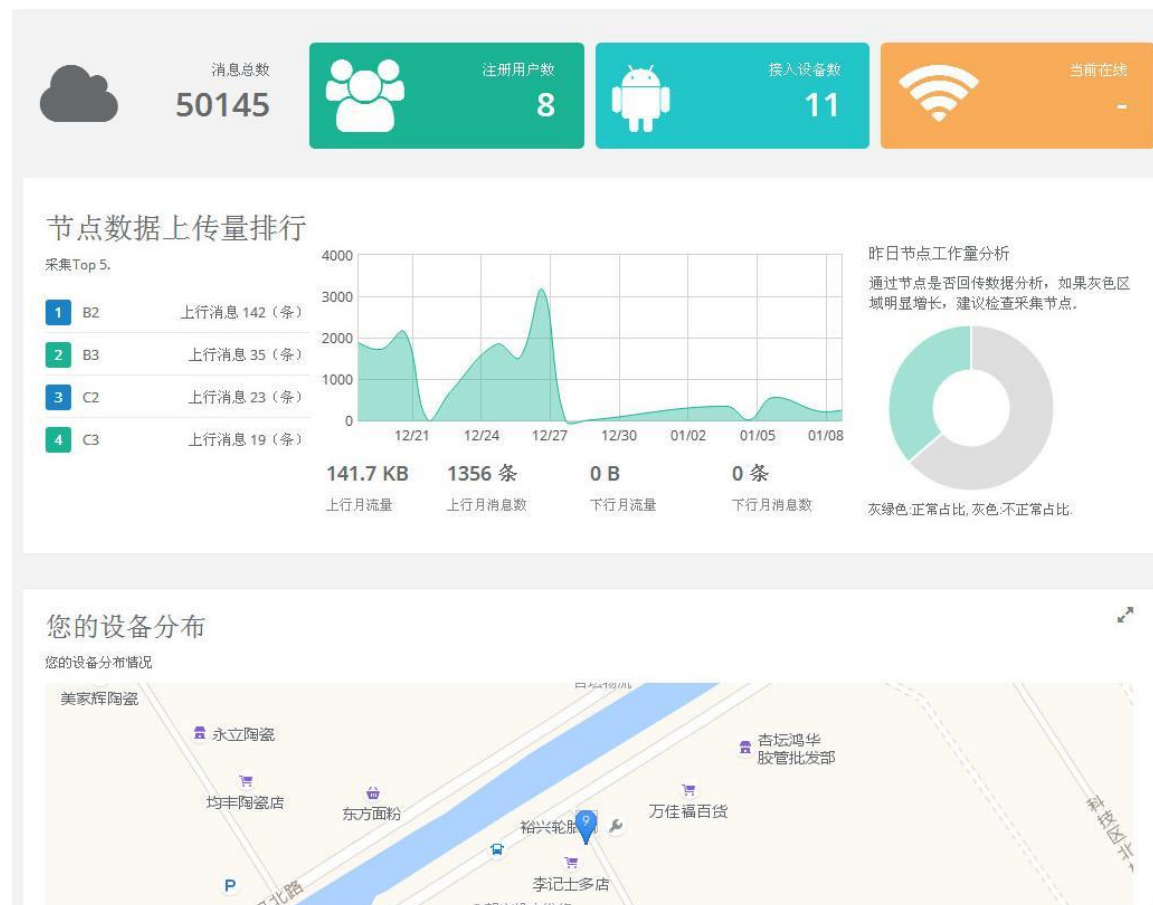 消息总数
50145
注册用户数
8
接入设备数
11
当前在线
-
节点数据上传量排行
采集Top 5.
1 B2 上行消息 142（条）
2 B3 上行消息 35（条）
3 C2 上行消息 23（条）
4 C3 上行消息 19（条）
4000
3000
2000
1000
0
12/21 12/24 12/27 12/30 01/02 01/05 01/08
141.7 KB 1356 条 0 B 0 条
上行月流量 上行月消息数 下行月流量 下行月消息数
昨日节点工作量分析
通过节点是否回传数据分析，如果灰色区
域明显增长，建议检查采集节点.
灰绿色:正常占比, 灰色:不正常占比.
您的设备分布
您的设备分布情况
美家辉陶瓷
永立陶瓷
杏坛鸿华
胶管批发部
均丰陶瓷店
东方面粉
万佳福百货
裕兴轮胎
9
李记士多店
P
北路
科技区北